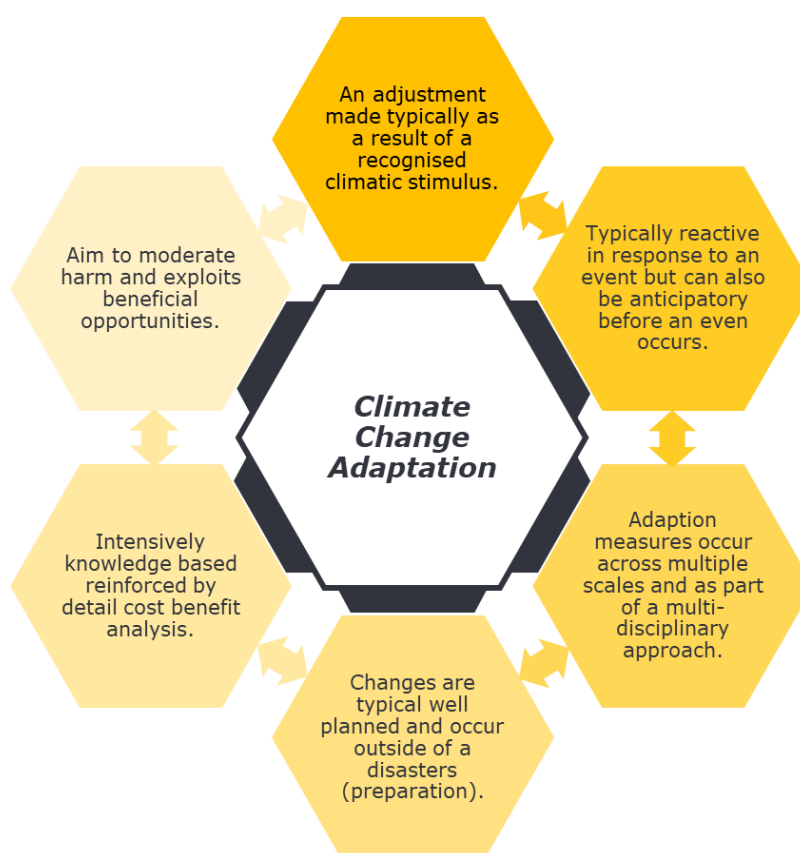 An adjustment
made typically as
a result of a
recognised
climatic stimulus.
Typically reactive
in response to an
event but can also
be anticipatory
before an even
occurs.
Adaption
measures occur
across multiple
scales and as part
of a multi-
disciplinary
approach.
Changes are
typical well
planned and occur
outside of a
disasters
(preparation).
Intensively
knowledge based
reinforced by
detail cost benefit
analysis.
Aim to moderate
harm and exploits
beneficial
opportunities.
Climate
Change
Adaptation